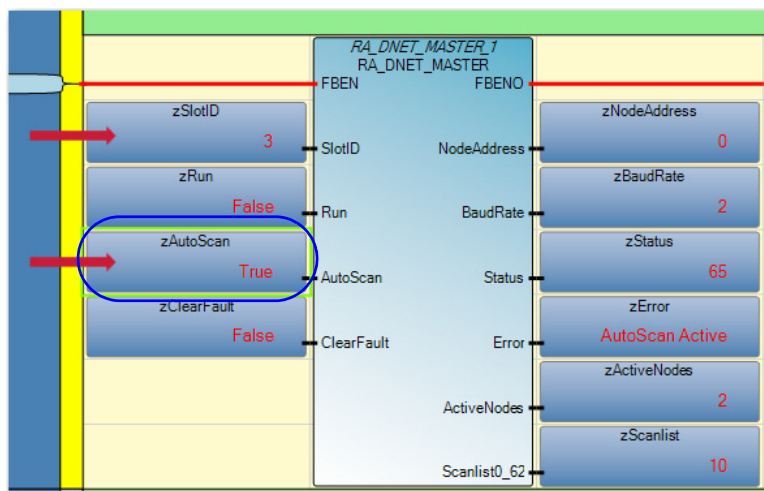 RA_DNET_MASTER_1
RA_DNET_MASTER
FBEN FBENO
zSlotID zNodeAddress
3 0
SlotID NodeAddress
zRun zBaudRate
False 2
Run BaudRate
zAutoScan zStatus
True 65
AutoScan Status
zClearFault zError
False AutoScan Active
ClearFault Error
zActiveNodes
2
ActiveNodes
zScanlist
10
Scanlist0_62